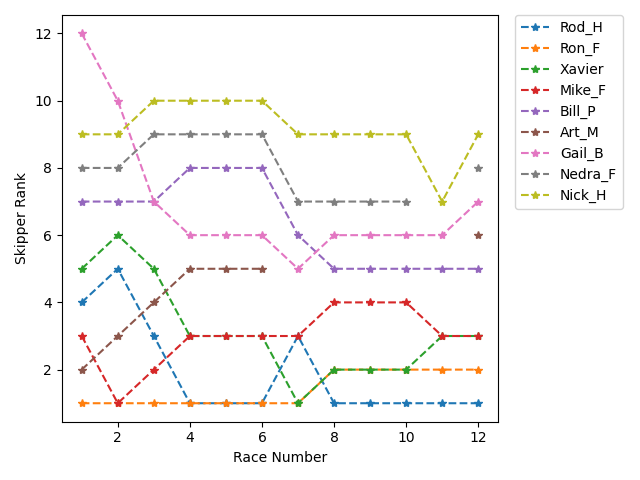 12
10
8
6
4
2
Skipper Rank
2 4 6 8 10 12
Race Number
Rod_H
Ron_F
Xavier
Mike_F
Bill_P
Art_M
Gail_B
Nedra_F
Nick_H